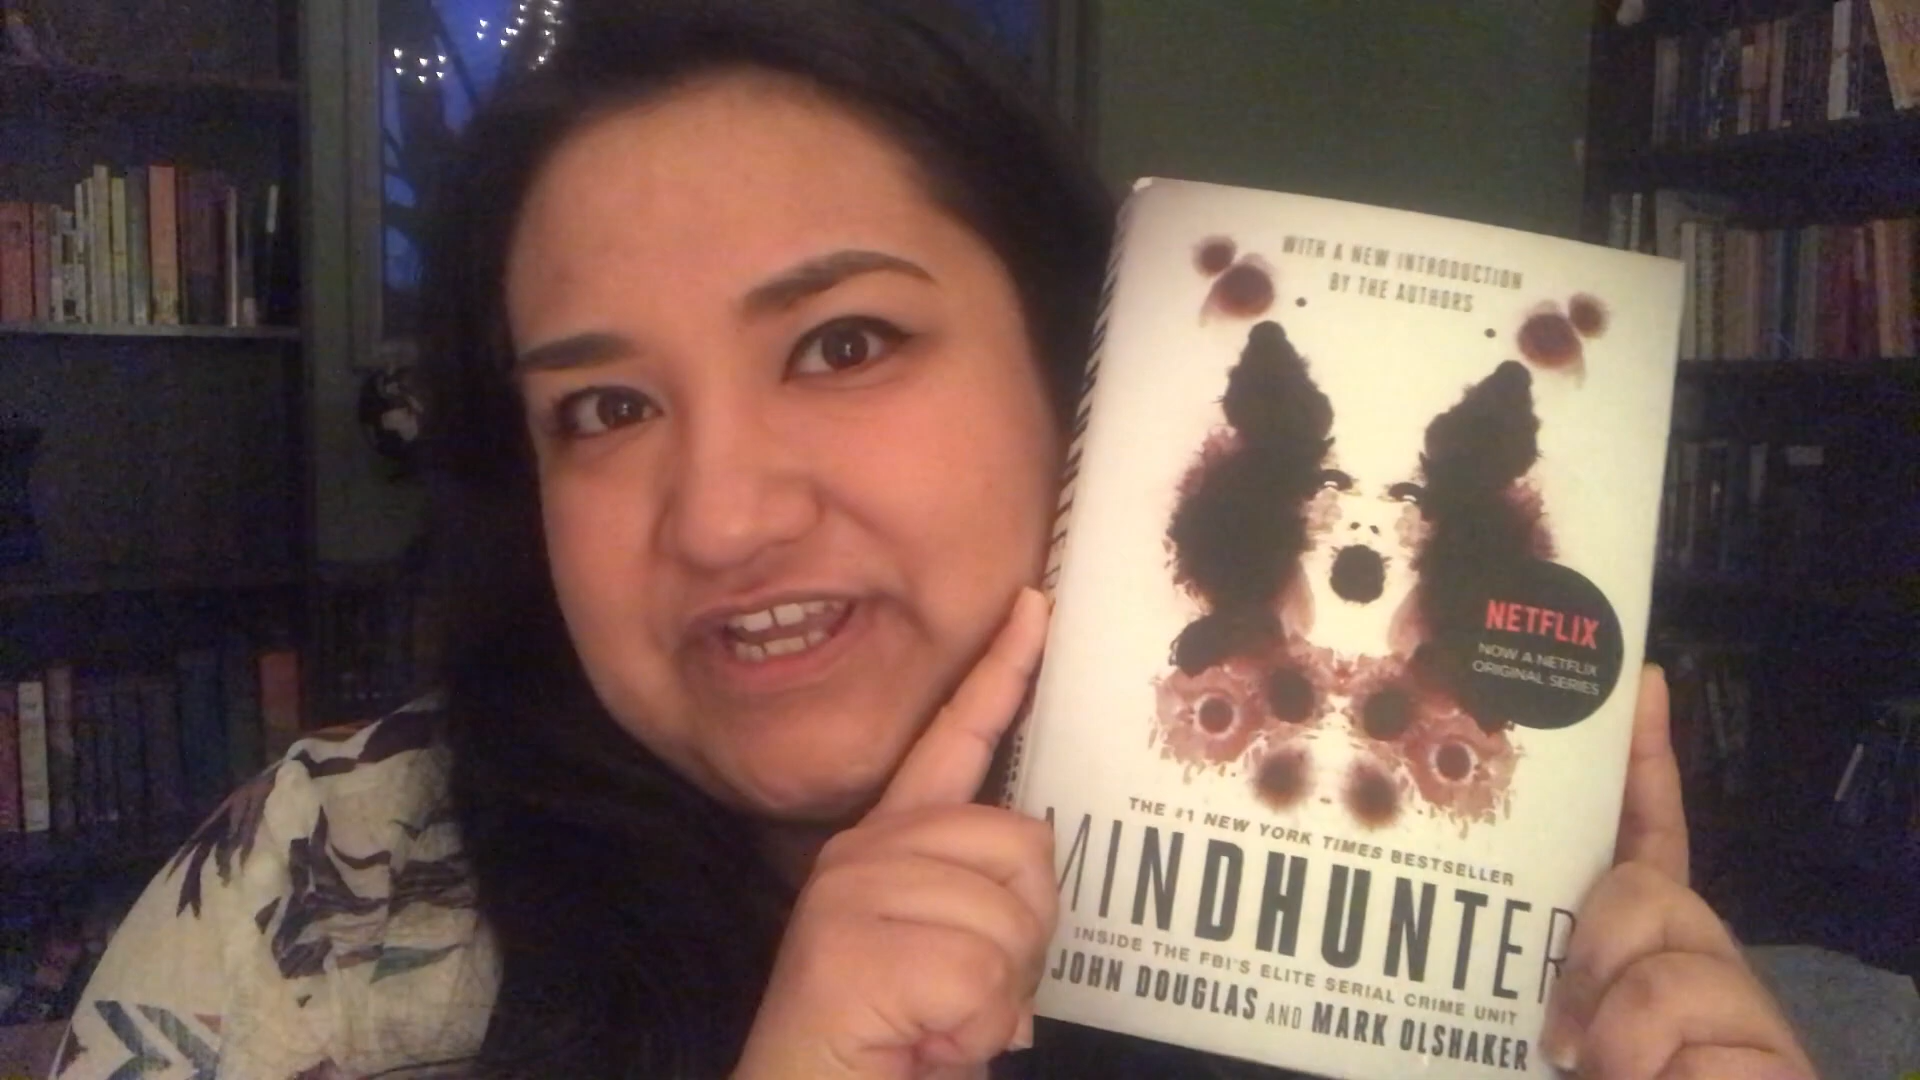 WITH A NEW INTRODUCTION
BY THE AUTHORS
NETFLIX
NOW A NETFLIX
ORIGINAL SERIES
THE #1 NEW YORK TIMES BESTSELLER
MINDHUNTER
INSIDE THE FBI'S ELITE SERIAL CRIME UNIT
JOHN DOUGLAS AND MARK OLSHAKER